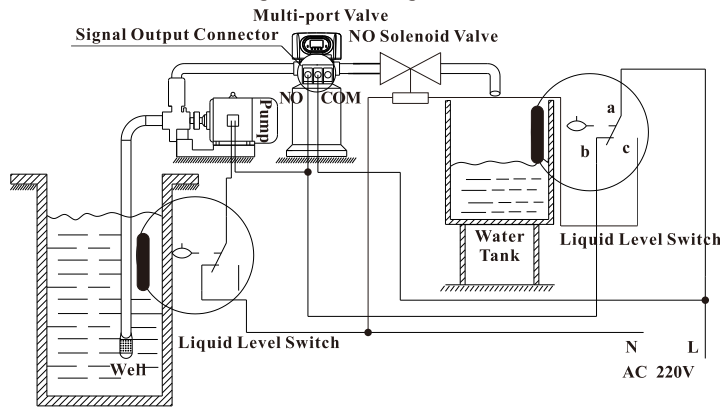 Multi-port Valve
Signal Output Connector
NO Solenoid Valve
NO COM
Pump
a
b
c
Water
Tank
Liquid Level Switch
Liquid Level Switch
Well
N L
AC 220V